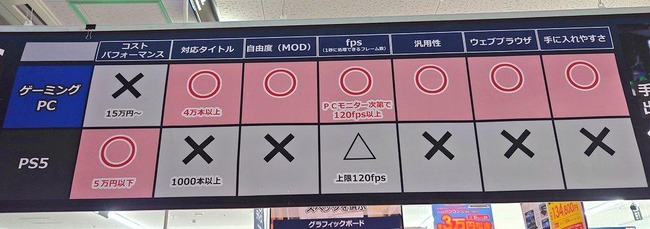 コスト
パフォーマンス
対応タイトル
自由度（MOD）
fps
（1秒に処理できるフレーム数）
汎用性
ウェブブラウザ
手に入れやすさ
ゲーミング
PC
15万円～
4万本以上
PCモニター次第で
120fps以上
PS5
5万円以下
1000本以上
上限120fps
グラフィックボード
134,800円